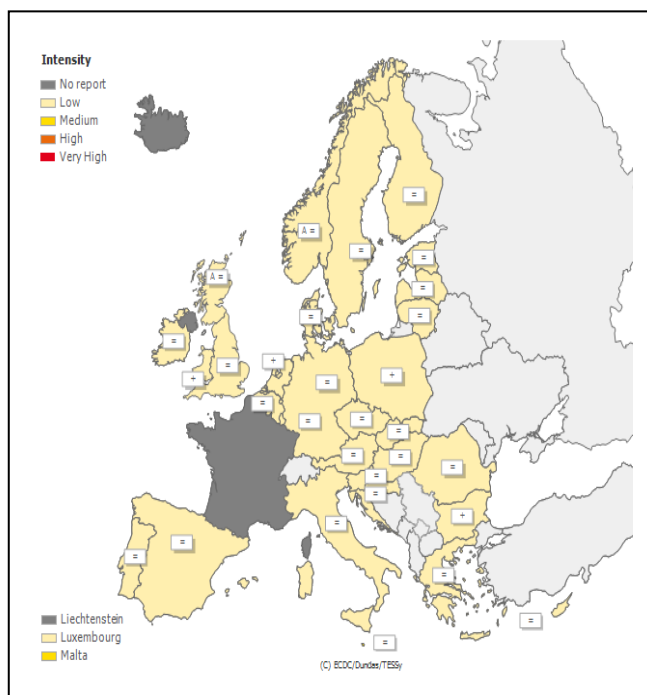 Intensity
No report
Low
Medium
High
Very High
=
A =
=
=
A =
=
=
=
=
+
+
=
=
=
+
=
=
=
=
=
=
=
=
=
+
=
=
=
=
=
=
Liechtenstein
Luxembourg
Malta
(C) ECDC/Dundas/TESSy